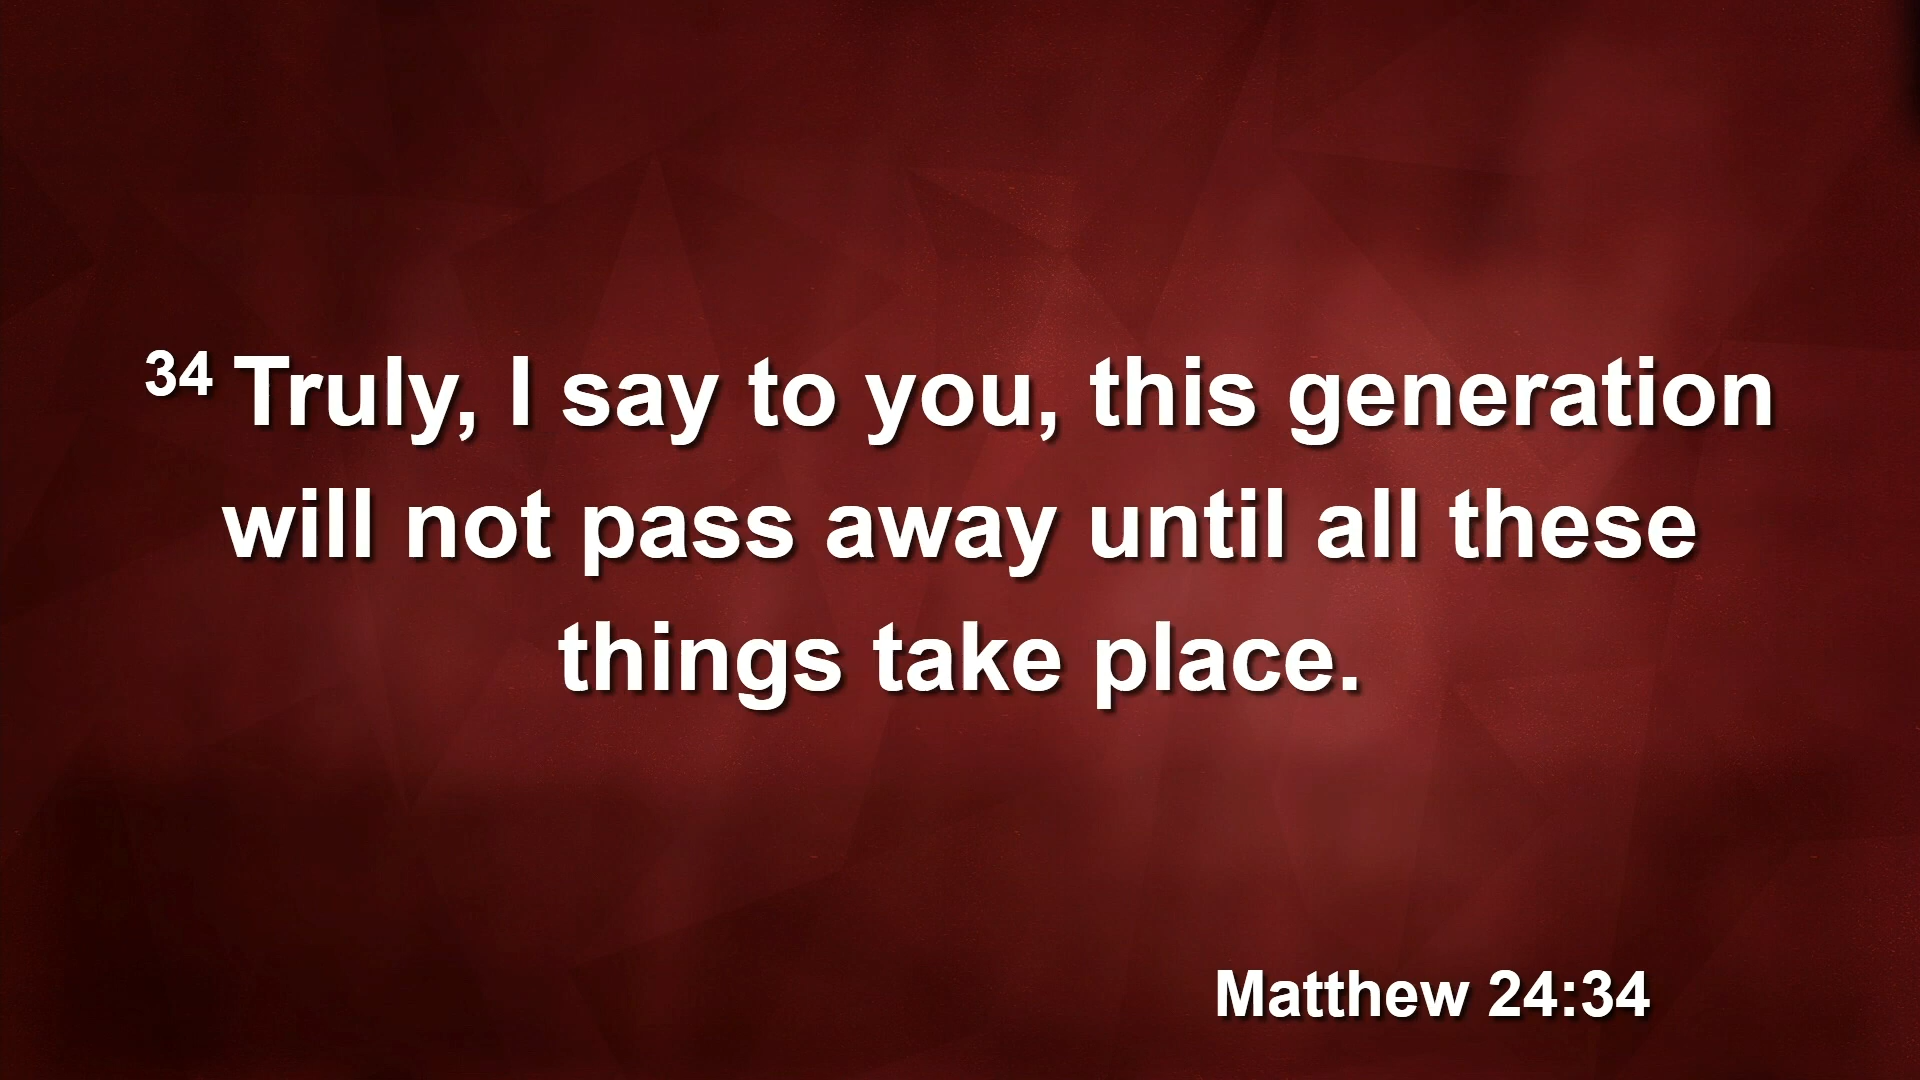 34 Truly, I say to you, this generation
will not pass away until all these
things take place.
Matthew 24:34